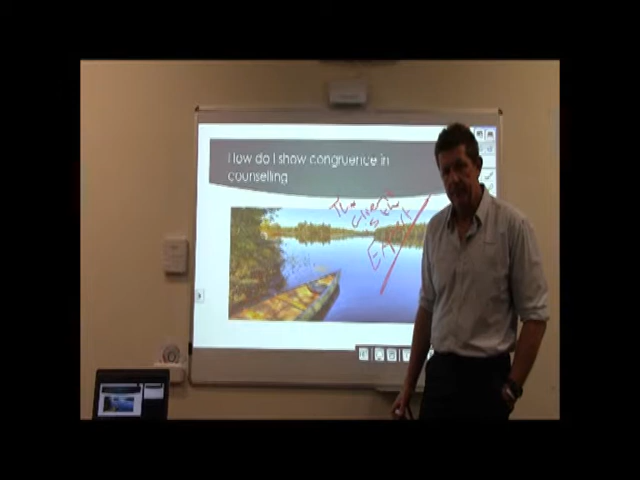 How do I show congruence in
counselling
The
Client
is the
Expert